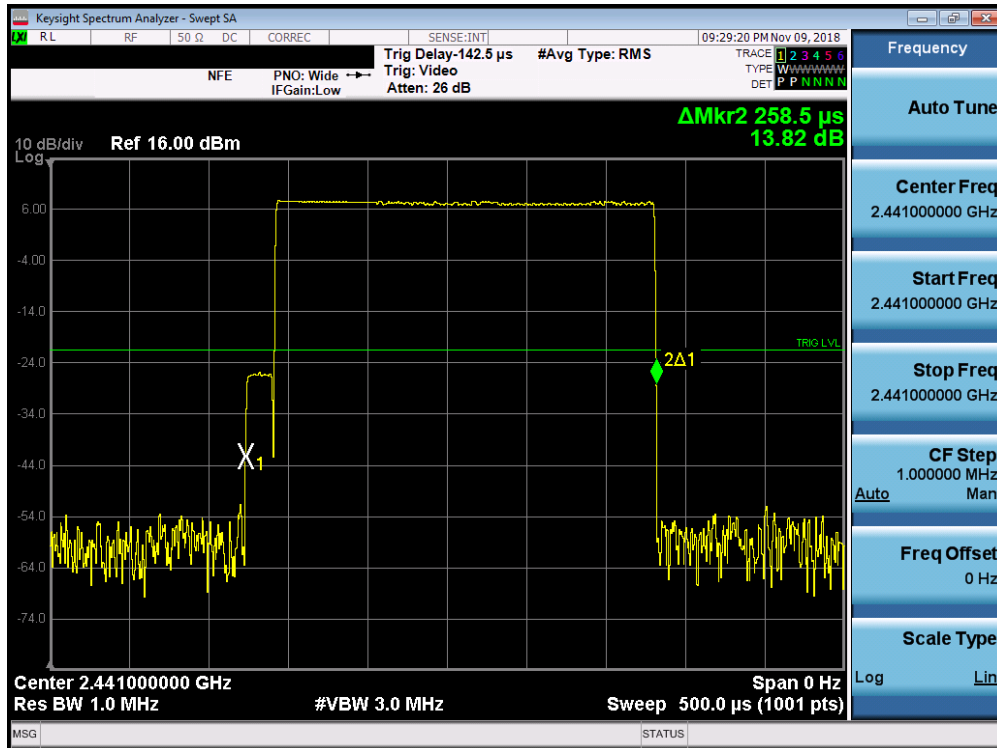 Keysight Spectrum Analyzer - Swept SA
LXI RL RF 50 Ω DC CORREC SENSE:INT 09:29:20 PM Nov 09, 2018
NFE PNO: Wide IFGain:Low
Trig Delay-142.5 µs #Avg Type: RMS
Trig: Video
Atten: 26 dB
TRACE 1 2 3 4 5 6
TYPE WWWWWWW
DET P P N N N N
Frequency
ΔMkr2 258.5 µs
13.82 dB
10 dB/div Ref 16.00 dBm
Log
6.00
-4.00
-14.0
-24.0
-34.0
-44.0
-54.0
-64.0
-74.0
TRIG LVL
2Δ1
X1
Center 2.441000000 GHz Span 0 Hz
Res BW 1.0 MHz #VBW 3.0 MHz Sweep 500.0 µs (1001 pts)
Auto Tune
Center Freq
2.441000000 GHz
Start Freq
2.441000000 GHz
Stop Freq
2.441000000 GHz
CF Step
1.000000 MHz
Auto Man
Freq Offset
0 Hz
Scale Type
Log Lin
MSG STATUS